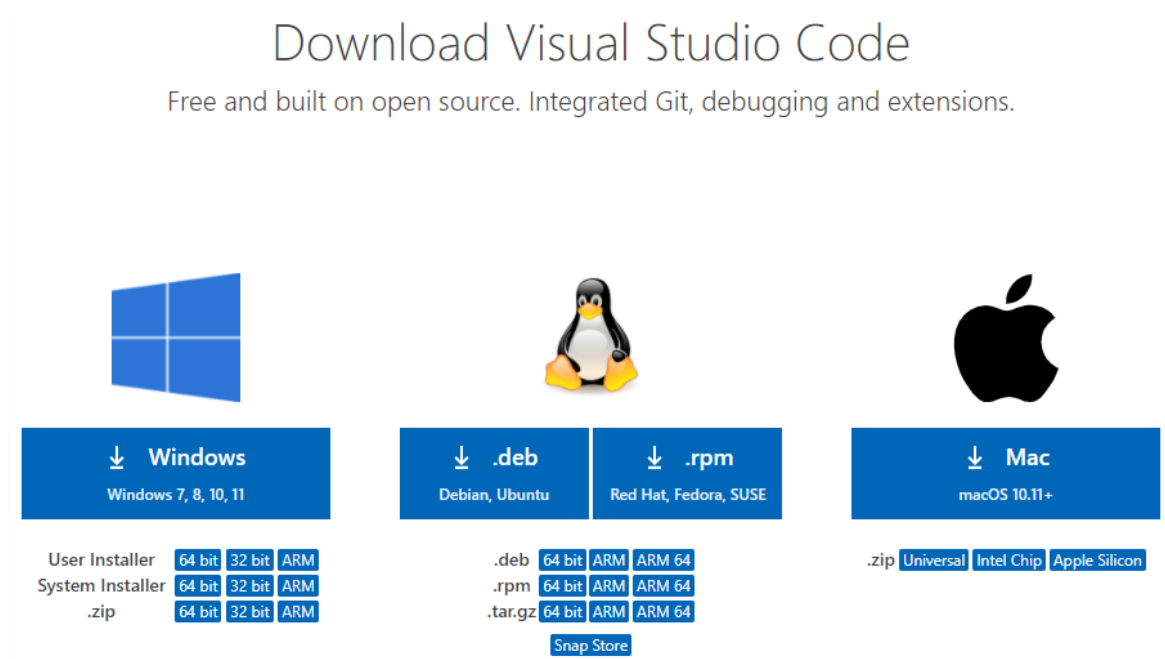 Download Visual Studio Code
Free and built on open source. Integrated Git, debugging and extensions.
Windows
Windows 7, 8, 10, 11
User Installer 64 bit 32 bit ARM
System Installer 64 bit 32 bit ARM
.zip 64 bit 32 bit ARM
.deb
Debian, Ubuntu
.rpm
Red Hat, Fedora, SUSE
.deb 64 bit ARM ARM 64
.rpm 64 bit ARM ARM 64
.tar.gz 64 bit ARM ARM 64
Snap Store
Mac
macOS 10.11+
.zip Universal Intel Chip Apple Silicon